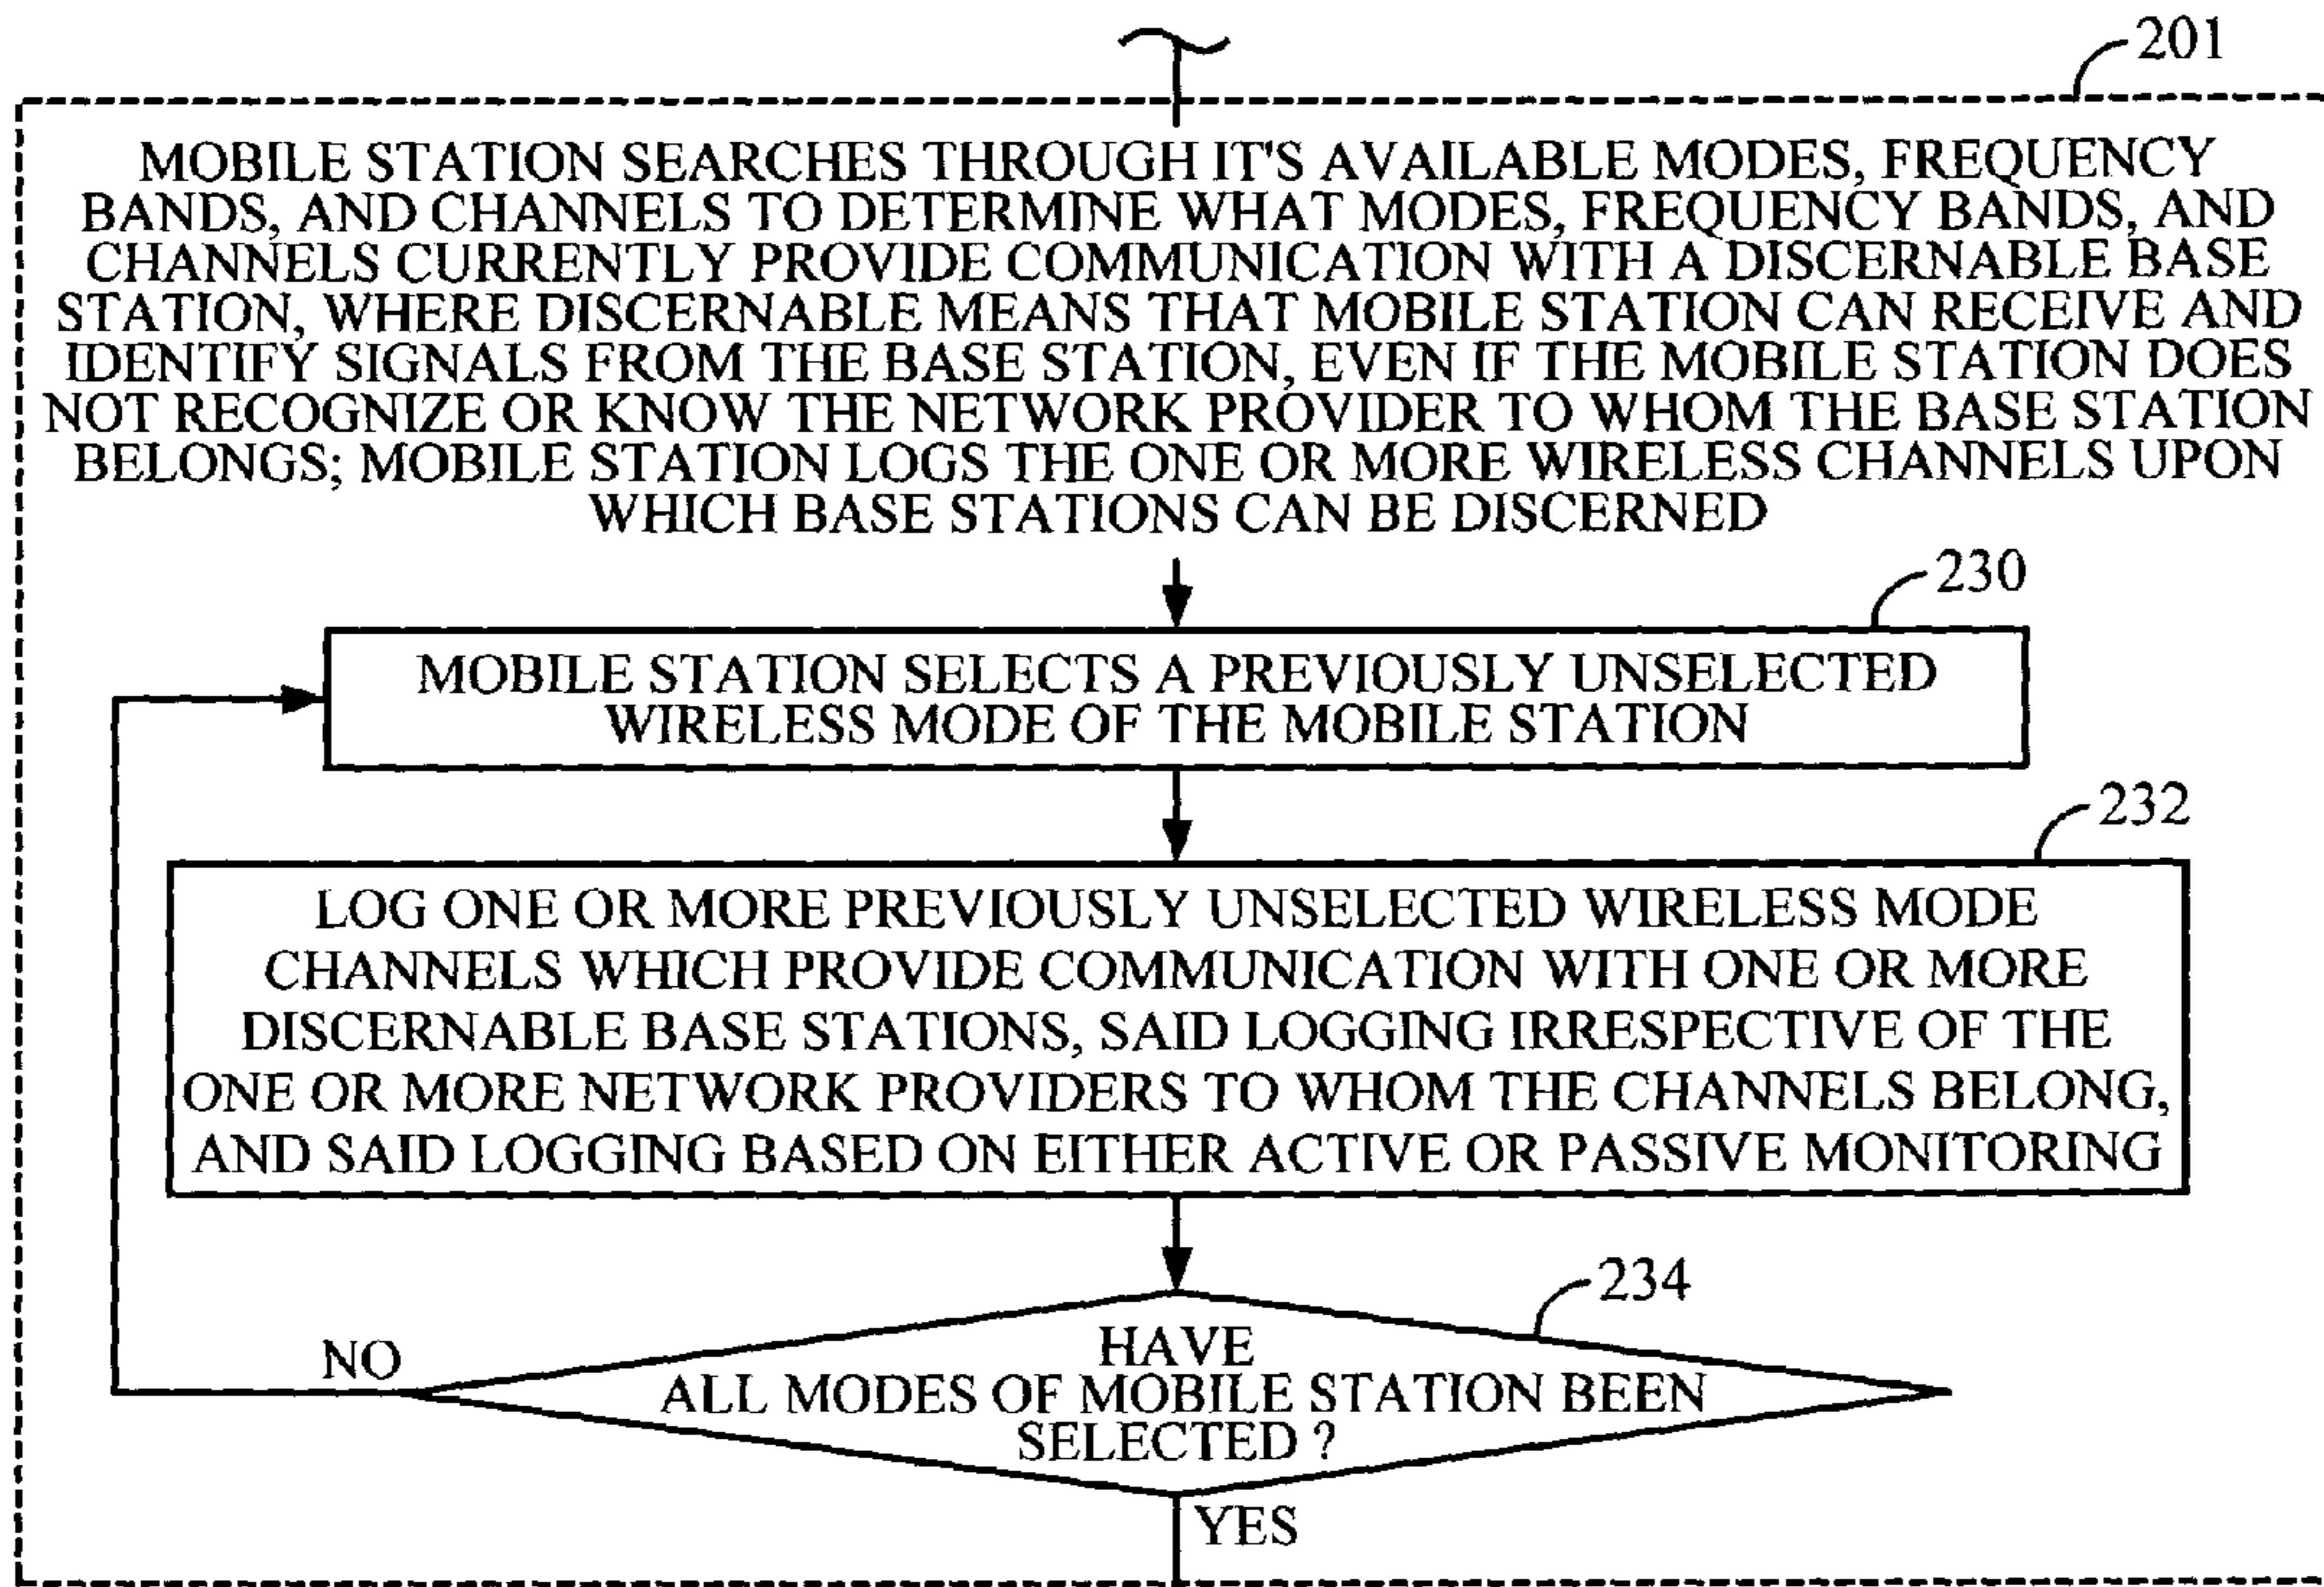 201
MOBILE STATION SEARCHES THROUGH IT'S AVAILABLE MODES, FREQUENCY
BANDS, AND CHANNELS TO DETERMINE WHAT MODES, FREQUENCY BANDS, AND
CHANNELS CURRENTLY PROVIDE COMMUNICATION WITH A DISCERNABLE BASE
STATION, WHERE DISCERNABLE MEANS THAT MOBILE STATION CAN RECEIVE AND
IDENTIFY SIGNALS FROM THE BASE STATION, EVEN IF THE MOBILE STATION DOES
NOT RECOGNIZE OR KNOW THE NETWORK PROVIDER TO WHOM THE BASE STATION
BELONGS; MOBILE STATION LOGS THE ONE OR MORE WIRELESS CHANNELS UPON
WHICH BASE STATIONS CAN BE DISCERNED
230
MOBILE STATION SELECTS A PREVIOUSLY UNSELECTED
WIRELESS MODE OF THE MOBILE STATION
232
LOG ONE OR MORE PREVIOUSLY UNSELECTED WIRELESS MODE
CHANNELS WHICH PROVIDE COMMUNICATION WITH ONE OR MORE
DISCERNABLE BASE STATIONS, SAID LOGGING IRRESPECTIVE OF THE
ONE OR MORE NETWORK PROVIDERS TO WHOM THE CHANNELS BELONG,
AND SAID LOGGING BASED ON EITHER ACTIVE OR PASSIVE MONITORING
234
HAVE
ALL MODES OF MOBILE STATION BEEN
SELECTED ?
NO
YES